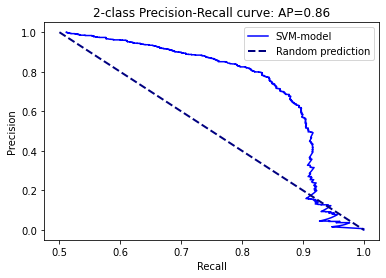 2-class Precision-Recall curve: AP=0.86
SVM-model
Random prediction
Precision
1.0
0.8
0.6
0.4
0.2
0.0
0.5
0.6
0.7
0.8
0.9
1.0
Recall